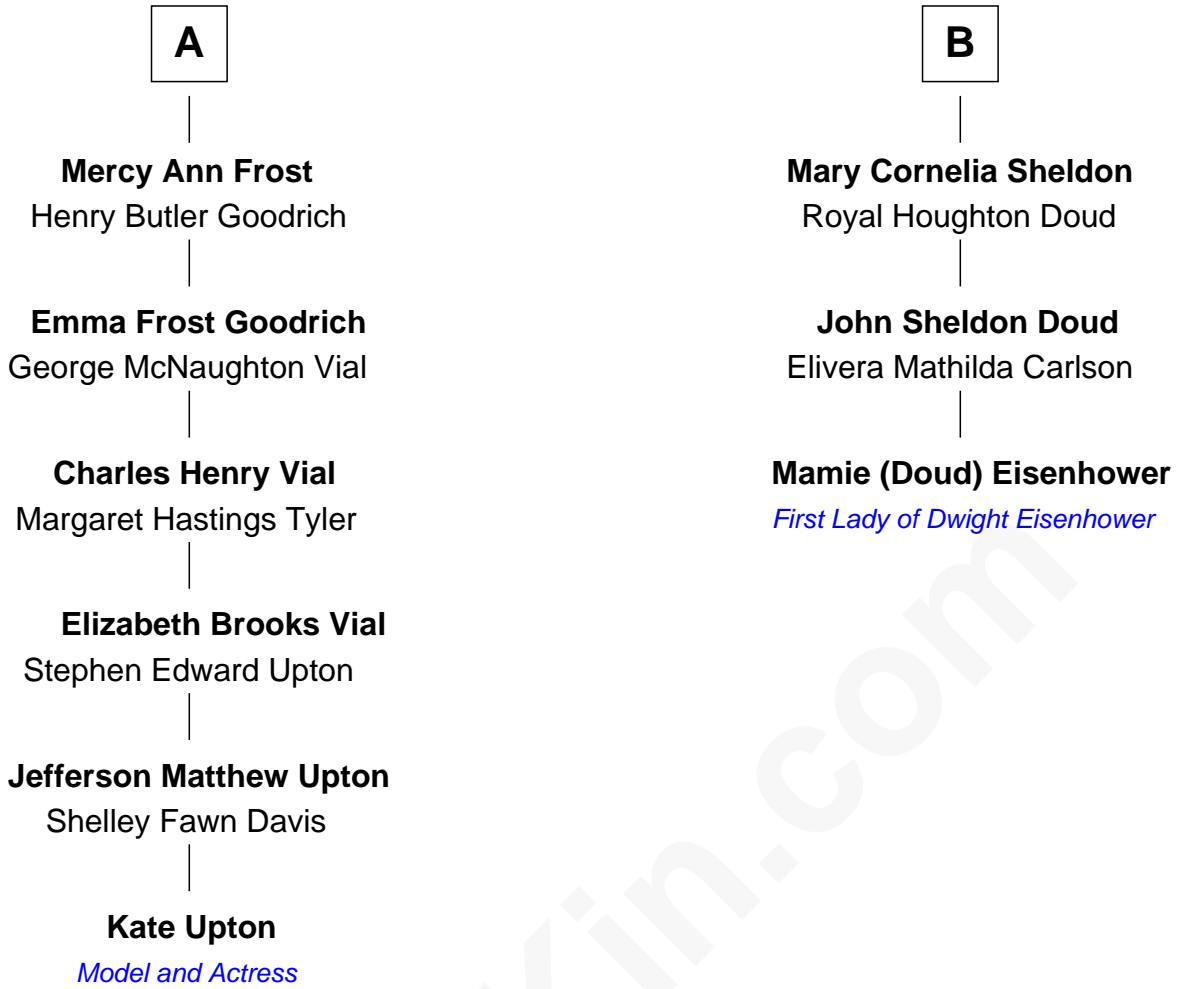 A
Mercy Ann Frost
Henry Butler Goodrich
Emma Frost Goodrich
George McNaughton Vial
Charles Henry Vial
Margaret Hastings Tyler
Elizabeth Brooks Vial
Stephen Edward Upton
Jefferson Matthew Upton
Shelley Fawn Davis
Kate Upton
Model and Actress
B
Mary Cornelia Sheldon
Royal Houghton Doud
John Sheldon Doud
Elivera Mathilda Carlson
Mamie (Doud) Eisenhower
First Lady of Dwight Eisenhower